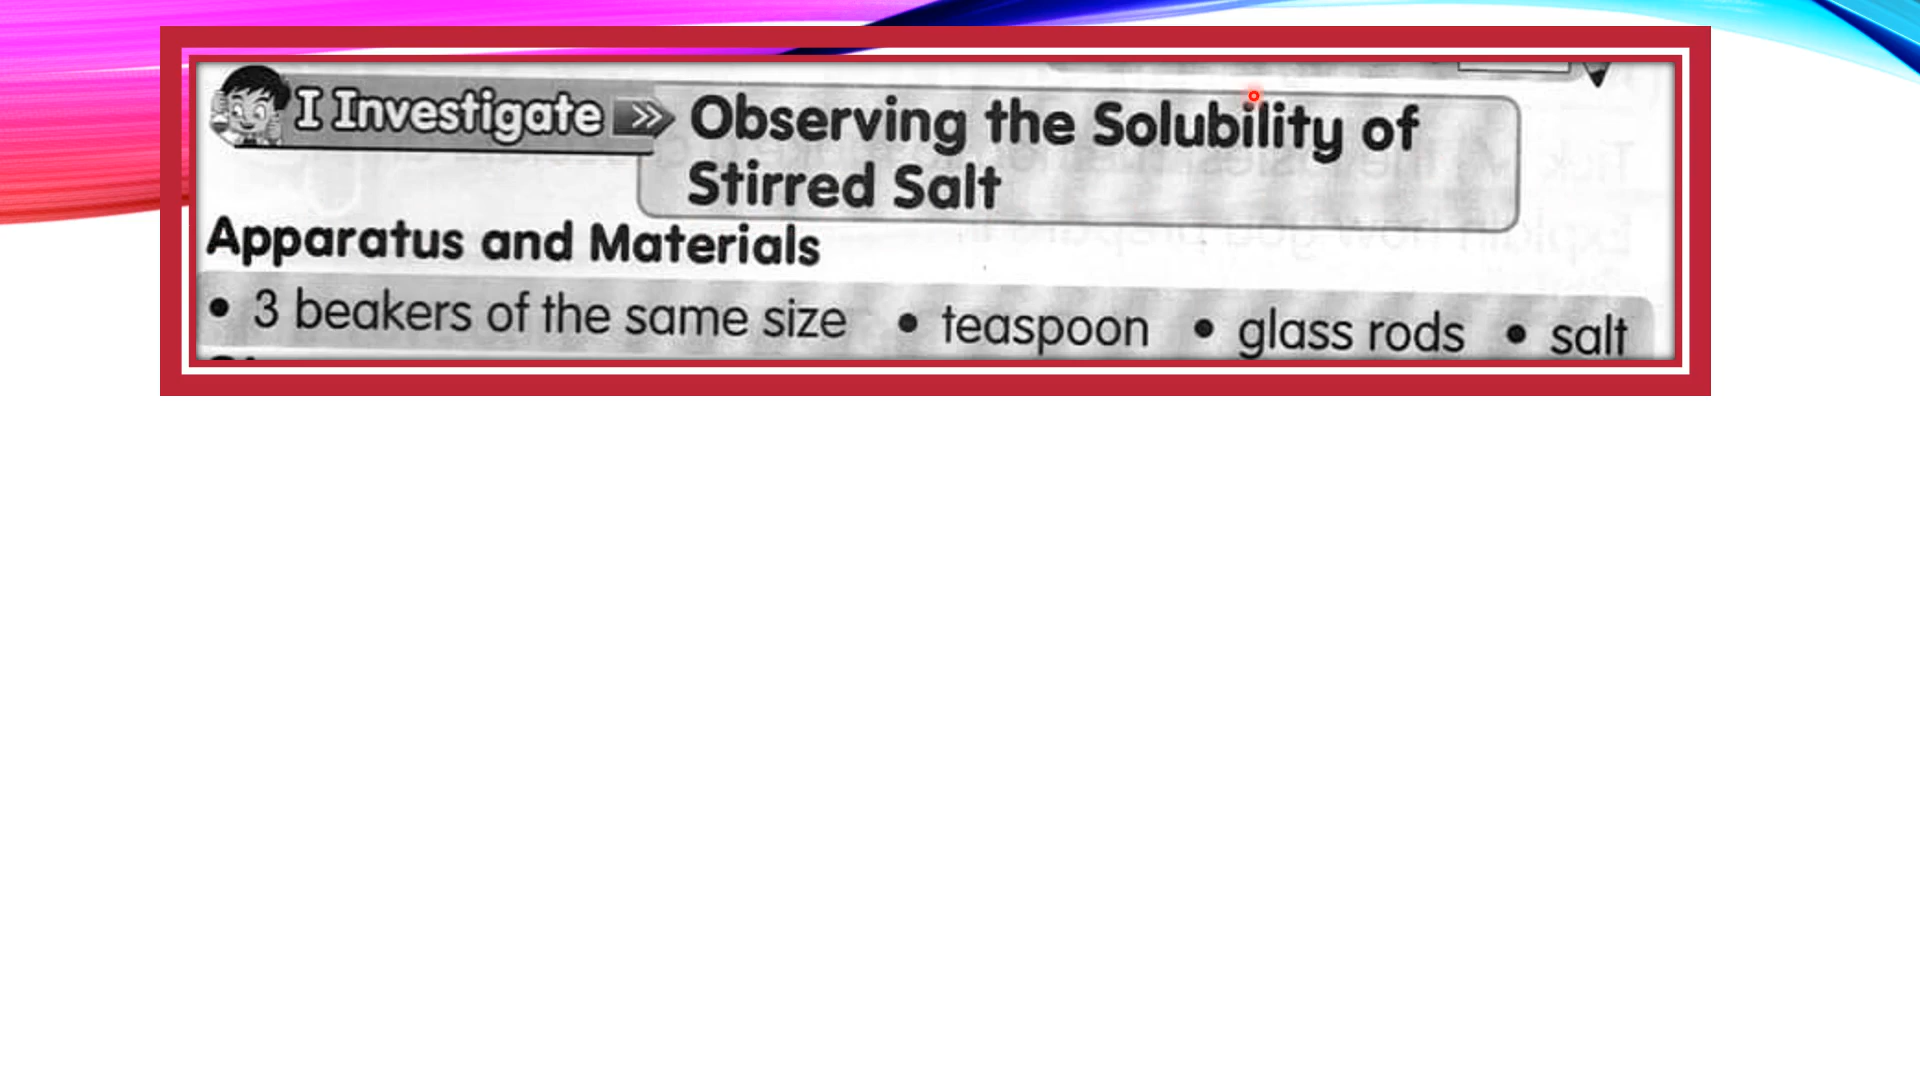 I Investigate
Observing the Solubility of
Stirred Salt
Apparatus and Materials
• 3 beakers of the same size • teaspoon • glass rods • salt